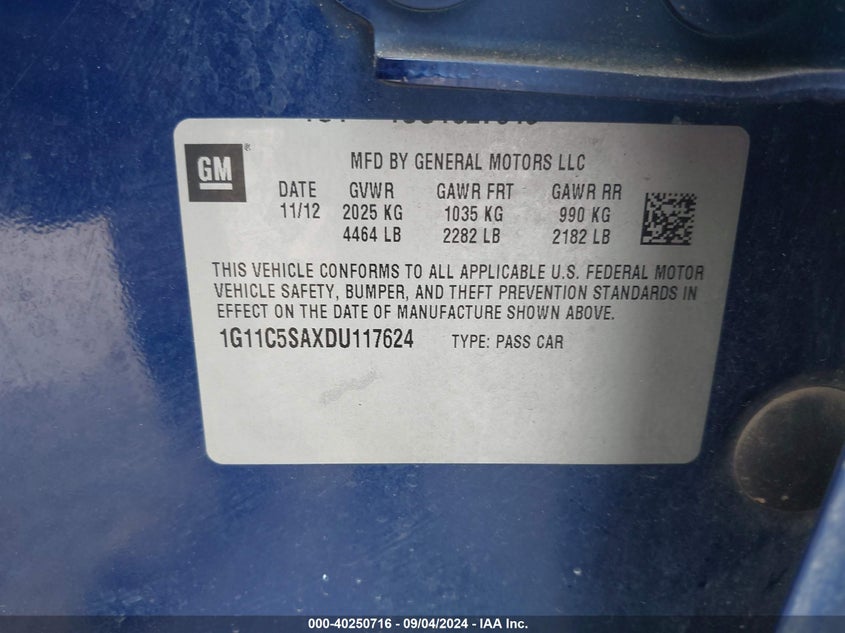 MFD BY GENERAL MOTORS LLC
GM
DATE GVWR GAWR FRT GAWR RR
11/12 2025 KG 1035 KG 990 KG
4464 LB 2282 LB 2182 LB
THIS VEHICLE CONFORMS TO ALL APPLICABLE U.S. FEDERAL MOTOR
VEHICLE SAFETY, BUMPER, AND THEFT PREVENTION STANDARDS IN
EFFECT ON THE DATE OF MANUFACTURE SHOWN ABOVE.
1G11C5SAXDU117624 TYPE: PASS CAR
000-40250716 - 09/04/2024 - IAA Inc.